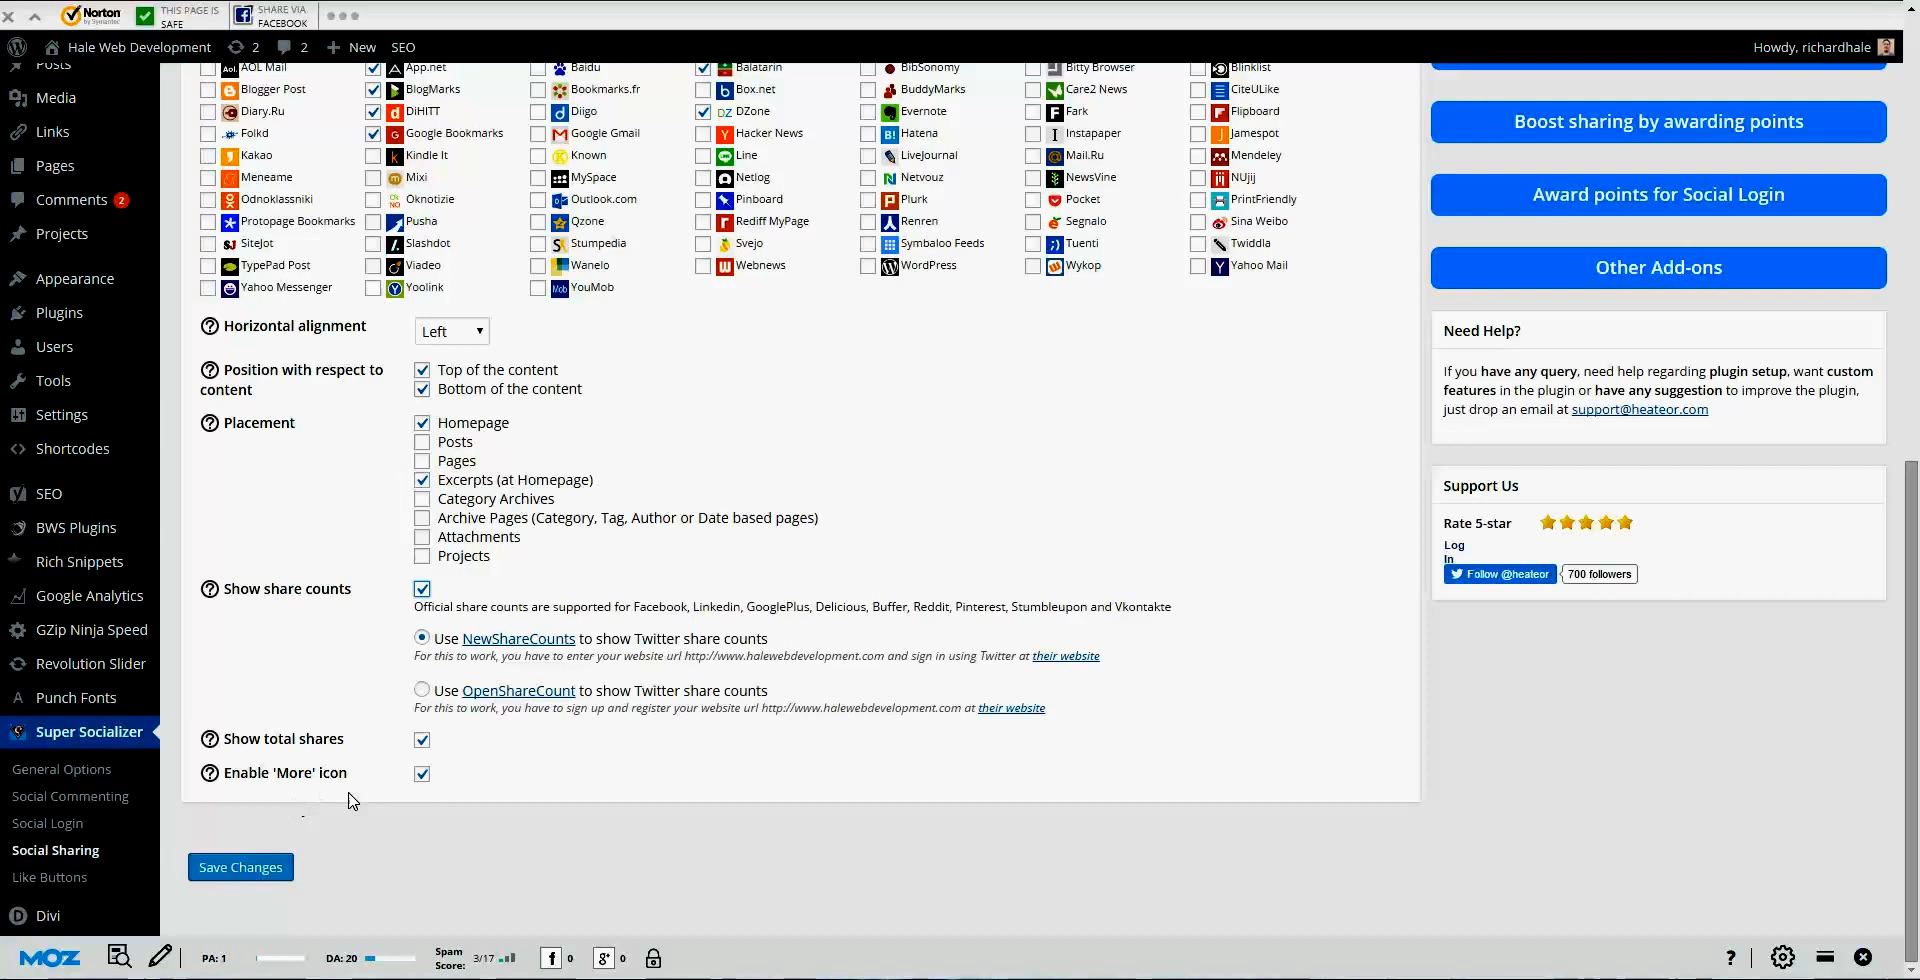 Norton by Symantec THIS PAGE IS SAFE SHARE VIA FACEBOOK
Hale Web Development 2 2 New SEO Howdy, richardhale
Posts
Media
Links
Pages
Comments 2
Projects
Appearance
Plugins
Users
Tools
Settings
Shortcodes
SEO
BWS Plugins
Rich Snippets
Google Analytics
GZip Ninja Speed
Revolution Slider
Punch Fonts
Super Socializer
General Options
Social Commenting
Social Login
Social Sharing
Like Buttons
Divi
AOL Mail App.net Baidu Balatarin BibSonomy Bitty Browser Blinklist
Blogger Post BlogMarks Bookmarks.fr Box.net BuddyMarks Care2 News CiteULike
Diary.Ru DiHITT Diigo DZone Evernote Fark Flipboard
Folkd Google Bookmarks Google Gmail Hacker News Hatena Instapaper Jamespot
Kakao Kindle It Known Line LiveJournal Mail.Ru Mendeley
Meneame Mixi MySpace Netlog Netvouz NewsVine NUjij
Odnoklassniki Oknotizie Outlook.com Pinboard Plurk Pocket PrintFriendly
Protopage Bookmarks Pusha Qzone Rediff MyPage Renren Segnalo Sina Weibo
SiteJot Slashdot Stumpedia Svejo Symbaloo Feeds Tuenti Twiddla
TypePad Post Viadeo Wanelo Webnews WordPress Wykop Yahoo Mail
Yahoo Messenger Yoolink YouMob
Horizontal alignment Left
Position with respect to content
Top of the content
Bottom of the content
Placement
Homepage
Posts
Pages
Excerpts (at Homepage)
Category Archives
Archive Pages (Category, Tag, Author or Date based pages)
Attachments
Projects
Show share counts
Official share counts are supported for Facebook, Linkedin, GooglePlus, Delicious, Buffer, Reddit, Pinterest, Stumbleupon and Vkontakte
Use NewShareCounts to show Twitter share counts
For this to work, you have to enter your website url http://www.halewebdevelopment.com and sign in using Twitter at their website
Use OpenShareCount to show Twitter share counts
For this to work, you have to sign up and register your website url http://www.halewebdevelopment.com at their website
Show total shares
Enable 'More' icon
Save Changes
Boost sharing by awarding points
Award points for Social Login
Other Add-ons
Need Help?
If you have any query, need help regarding plugin setup, want custom
features in the plugin or have any suggestion to improve the plugin,
just drop an email at support@heateor.com
Support Us
Rate 5-star
Log
In
Follow @heateor 700 followers
MOZ PA: 1 DA: 20 Spam Score: 3/17 0 0 ?